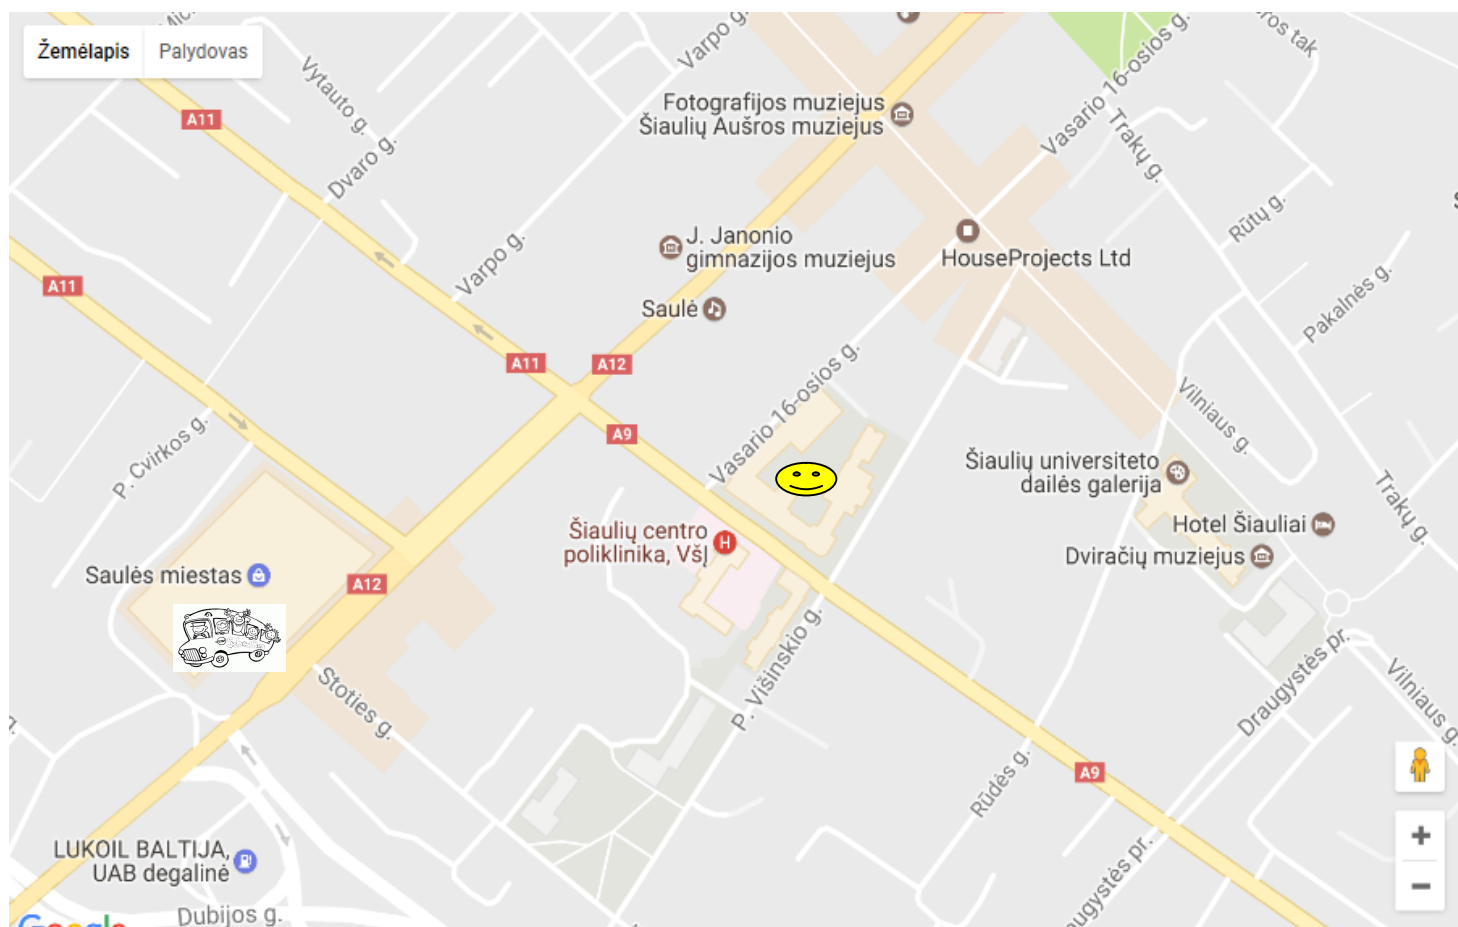 Žemėlapis
Palydovas
Vytauto g.
Dvaro g.
Varpo g.
Vasario 16-osios g.
Trakų g.
A11
Fotografijos muziejus
Šiaulių Aušros muziejus
Rūtų g.
J. Janonio
gimnazijos muziejus
HouseProjects Ltd
Varpo g.
A11
Pakalnės g.
Saulė
A11
A12
Vasario 16-osios g.
Vilniaus g.
A9
P. Cvirkos g.
Šiaulių universiteto
dailės galerija
Trakų g.
Hotel Šiauliai
Šiaulių centro
poliklinika, VšĮ
H
Dviračių muziejus
Saulės miestas
A12
P. Višinskio g.
Draugystės pr.
Vilniaus g.
Stoties g.
Rūdės g.
A9
LUKOIL BALTIJA,
UAB degalinė
Dubijos g.
Google